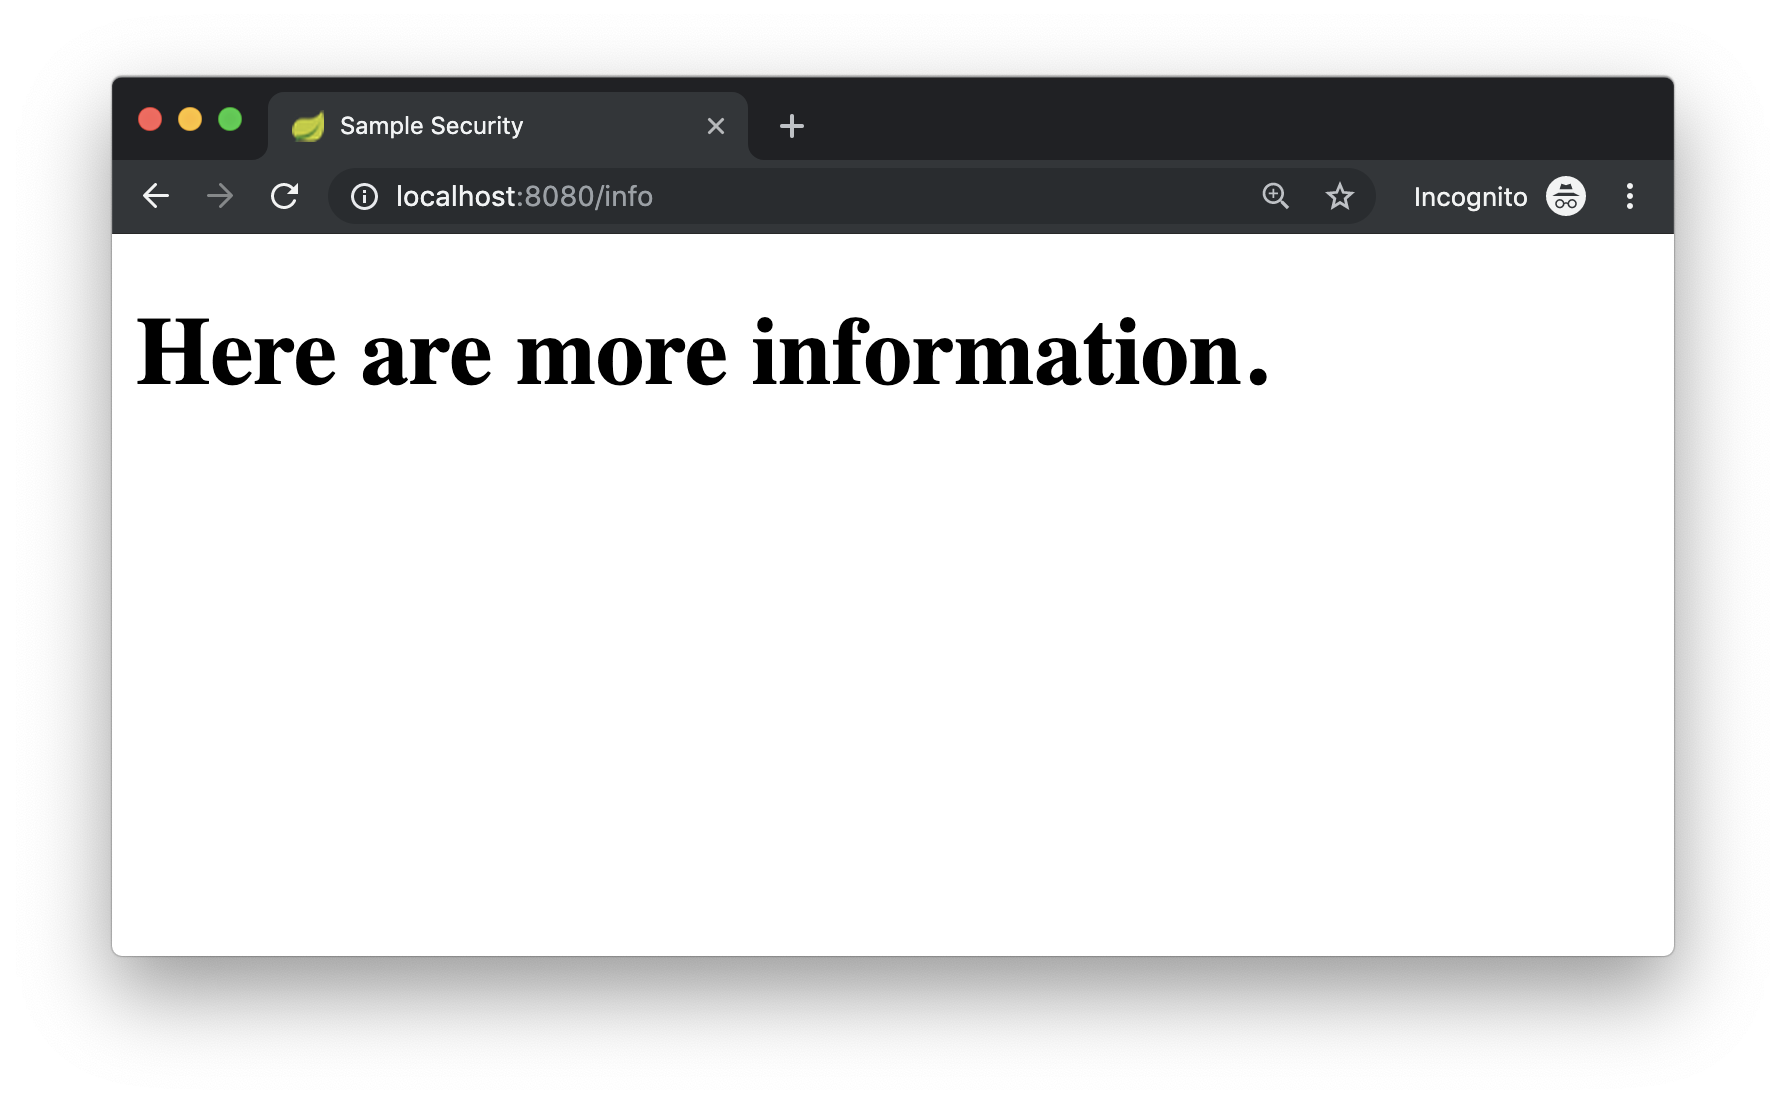 Sample Security
localhost:8080/info
Incognito
Here are more information.